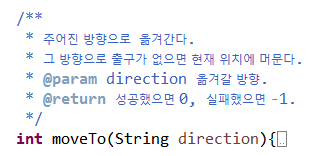 /**
* 주어진 방향으로 옮겨간다.
* 그 방향으로 출구가 없으면 현재 위치에 머문다.
* @param direction 옮겨갈 방향.
* @return 성공했으면 0, 실패했으면 -1.
*/
int moveTo(String direction){